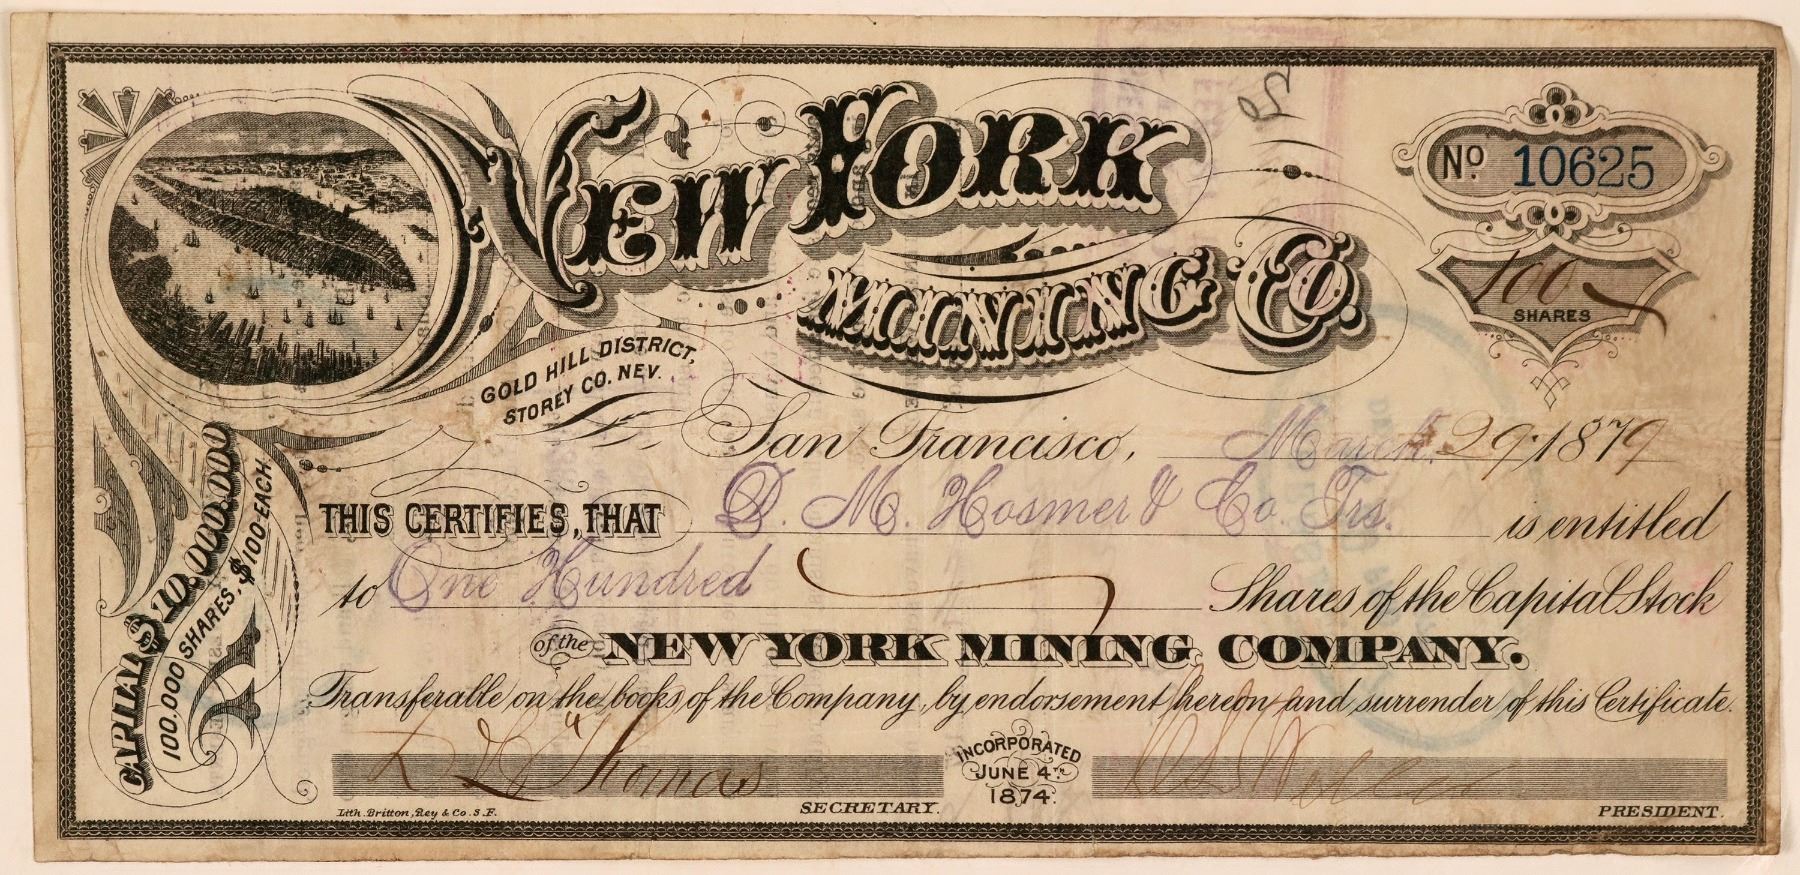 New York
Mining Co.
No. 10625
100
SHARES
GOLD HILL DISTRICT,
STOREY CO. NEV.
San Francisco, March 29, 1879
THIS CERTIFIES, THAT D. M. Hosmer & Co. Trs. is entitled
to One Hundred Shares of the Capital Stock
of the NEW YORK MINING COMPANY.
Transferable on the books of the Company, by endorsement hereon and surrender of this Certificate.
CAPITAL $10.000.000
100.000 SHARES, $100 EACH.
Thomas
SECRETARY.
INCORPORATED
JUNE 4TH
1874.
PRESIDENT.
Lith. Britton, Rey & Co. S.F.